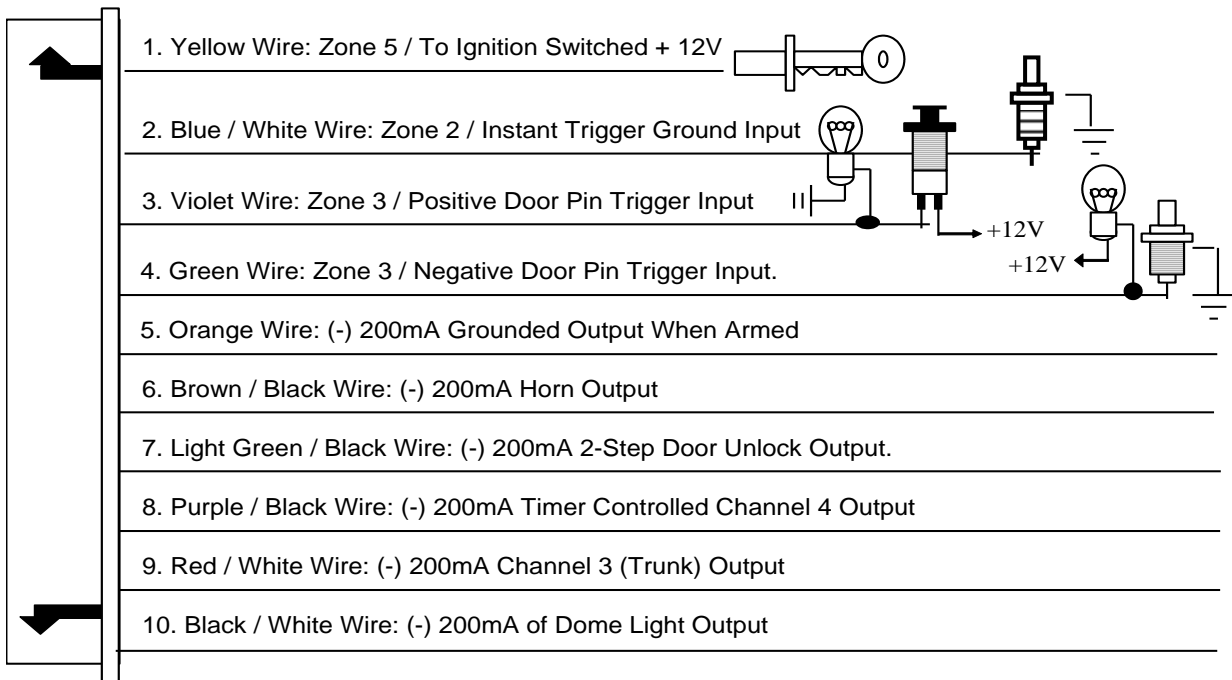 1. Yellow Wire: Zone 5 / To Ignition Switched + 12V
2. Blue / White Wire: Zone 2 / Instant Trigger Ground Input
3. Violet Wire: Zone 3 / Positive Door Pin Trigger Input
+12V
+12V
4. Green Wire: Zone 3 / Negative Door Pin Trigger Input.
5. Orange Wire: (-) 200mA Grounded Output When Armed
6. Brown / Black Wire: (-) 200mA Horn Output
7. Light Green / Black Wire: (-) 200mA 2-Step Door Unlock Output.
8. Purple / Black Wire: (-) 200mA Timer Controlled Channel 4 Output
9. Red / White Wire: (-) 200mA Channel 3 (Trunk) Output
10. Black / White Wire: (-) 200mA of Dome Light Output